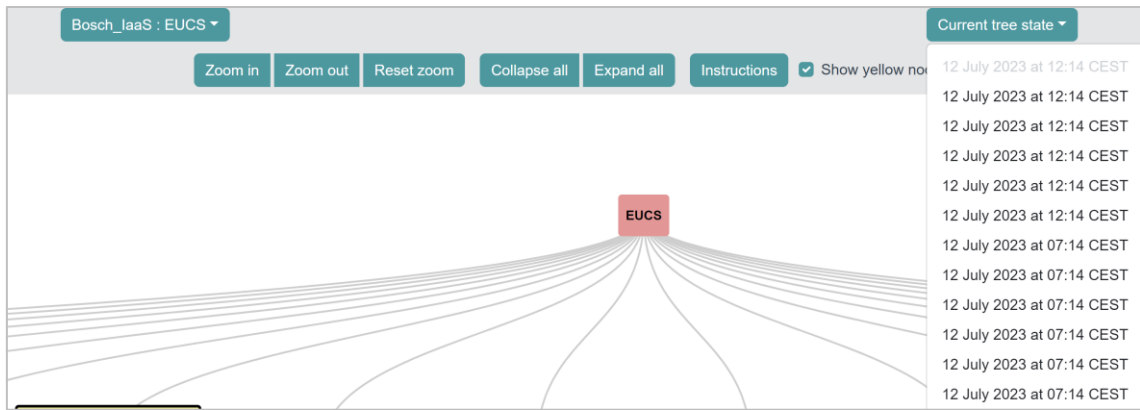 Bosch_IaaS : EUCS
Current tree state
Zoom in Zoom out Reset zoom Collapse all Expand all Instructions Show yellow
12 July 2023 at 12:14 CEST
12 July 2023 at 12:14 CEST
12 July 2023 at 12:14 CEST
12 July 2023 at 12:14 CEST
12 July 2023 at 12:14 CEST
12 July 2023 at 12:14 CEST
12 July 2023 at 07:14 CEST
12 July 2023 at 07:14 CEST
12 July 2023 at 07:14 CEST
12 July 2023 at 07:14 CEST
12 July 2023 at 07:14 CEST
12 July 2023 at 07:14 CEST
EUCS